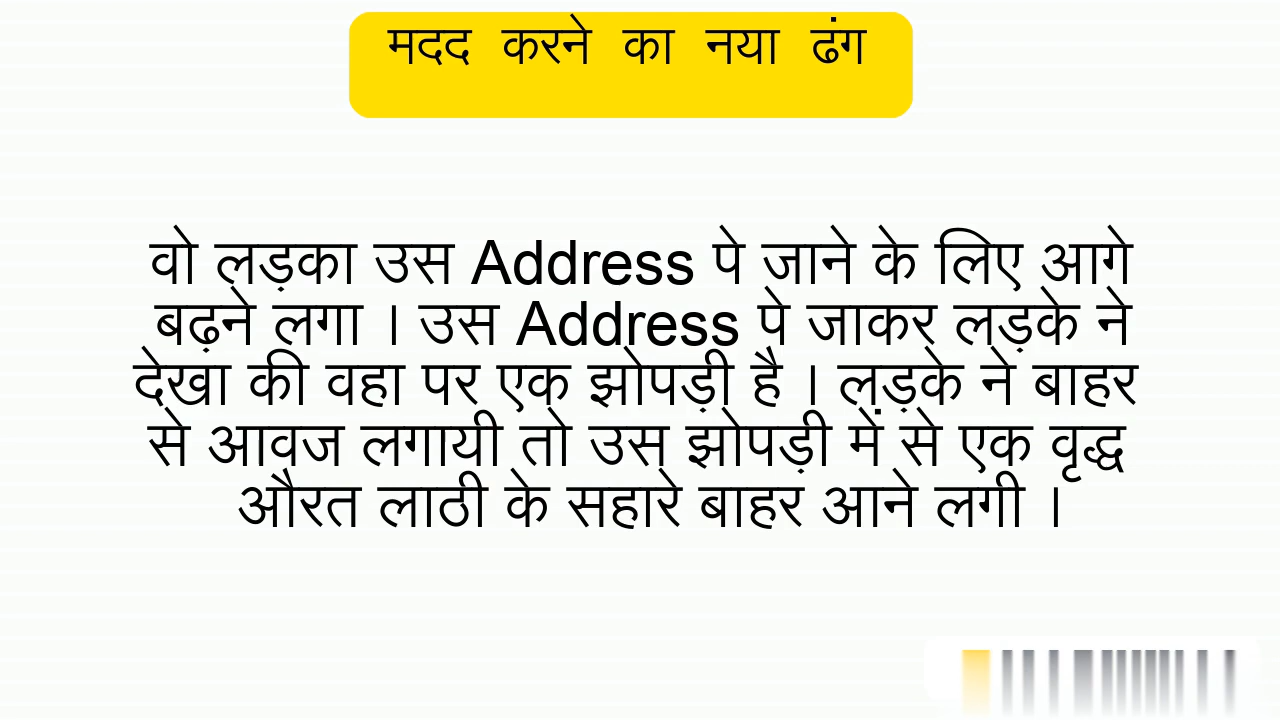 मदद करने का नया ढंग
वो लड़का उस Address पे जाने के लिए आगे
बढ़ने लगा । उस Address पे जाकर लड़के ने
देखा की वहा पर एक झोपड़ी है । लड़के ने बाहर
से आवज लगायी तो उस झोपड़ी में से एक वृद्ध
औरत लाठी के सहारे बाहर आने लगी ।